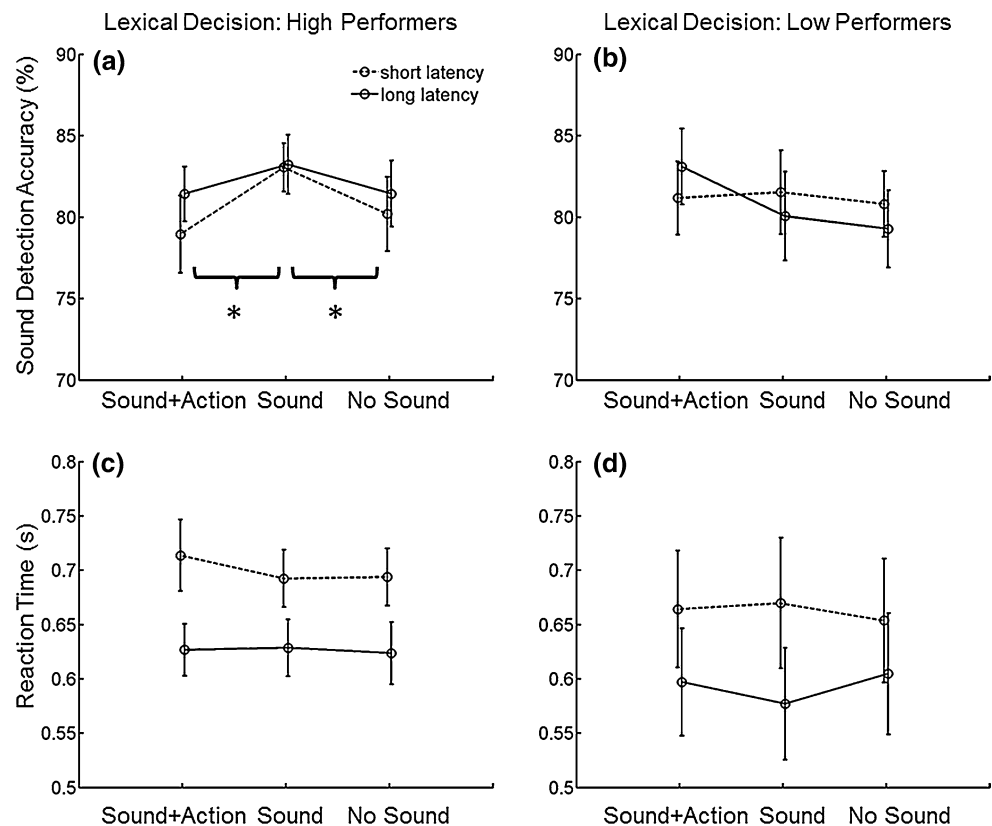 Lexical Decision: High Performers
Lexical Decision: Low Performers
Sound Detection Accuracy (%)
90
85
80
75
70
(a)
short latency
long latency
*
*
Sound+Action Sound No Sound
90
85
80
75
70
(b)
Sound+Action Sound No Sound
Reaction Time (s)
0.8
0.75
0.7
0.65
0.6
0.55
0.5
(c)
Sound+Action Sound No Sound
0.8
0.75
0.7
0.65
0.6
0.55
0.5
(d)
Sound+Action Sound No Sound